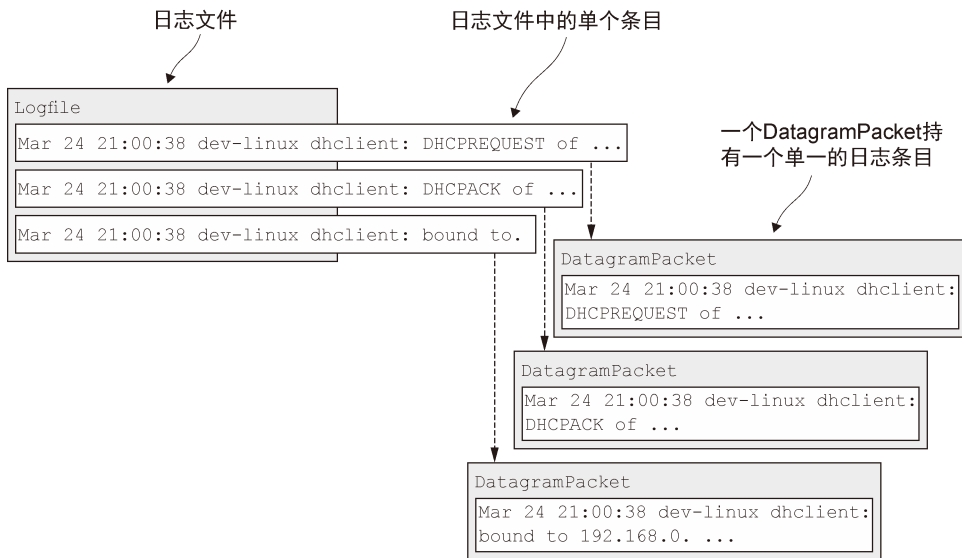 日志文件
日志文件中的单个条目
Logfile
Mar 24 21:00:38 dev-linux dhclient: DHCPREQUEST of ...
Mar 24 21:00:38 dev-linux dhclient: DHCPACK of ...
Mar 24 21:00:38 dev-linux dhclient: bound to.
一个DatagramPacket持
有一个单一的日志条目
DatagramPacket
Mar 24 21:00:38 dev-linux dhclient:
DHCPREQUEST of ...
DatagramPacket
Mar 24 21:00:38 dev-linux dhclient:
DHCPACK of ...
DatagramPacket
Mar 24 21:00:38 dev-linux dhclient:
bound to 192.168.0. ...